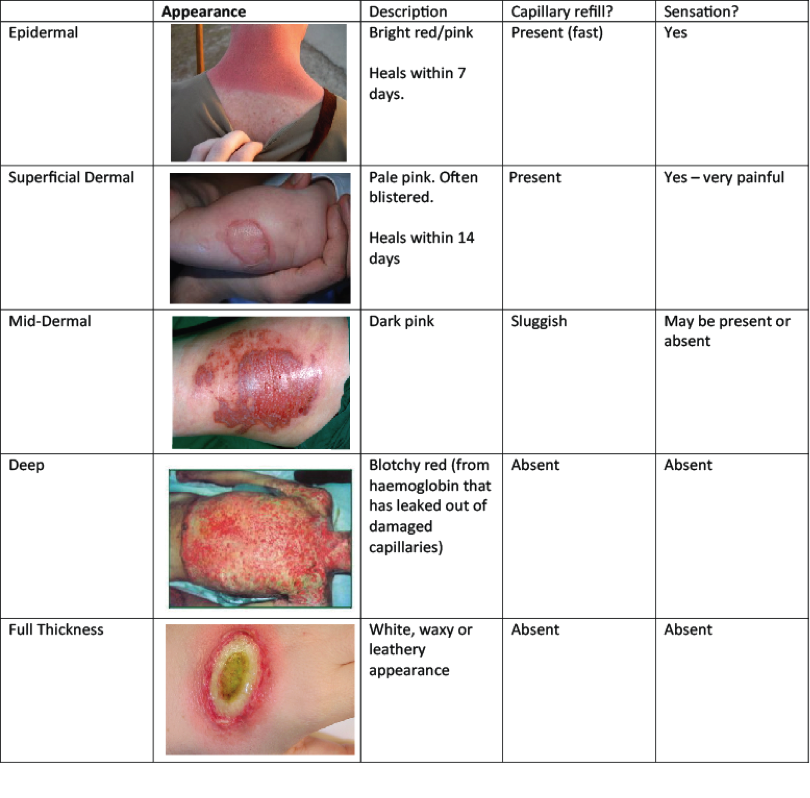 Appearance Description Capillary refill? Sensation?
Epidermal
Bright red/pink
Heals within 7
days.
Present (fast)
Yes
Superficial Dermal
Pale pink. Often
blistered.
Heals within 14
days
Present
Yes – very painful
Mid-Dermal
Dark pink
Sluggish
May be present or
absent
Deep
Blotchy red (from
haemoglobin that
has leaked out of
damaged
capillaries)
Absent
Absent
Full Thickness
White, waxy or
leathery
appearance
Absent
Absent